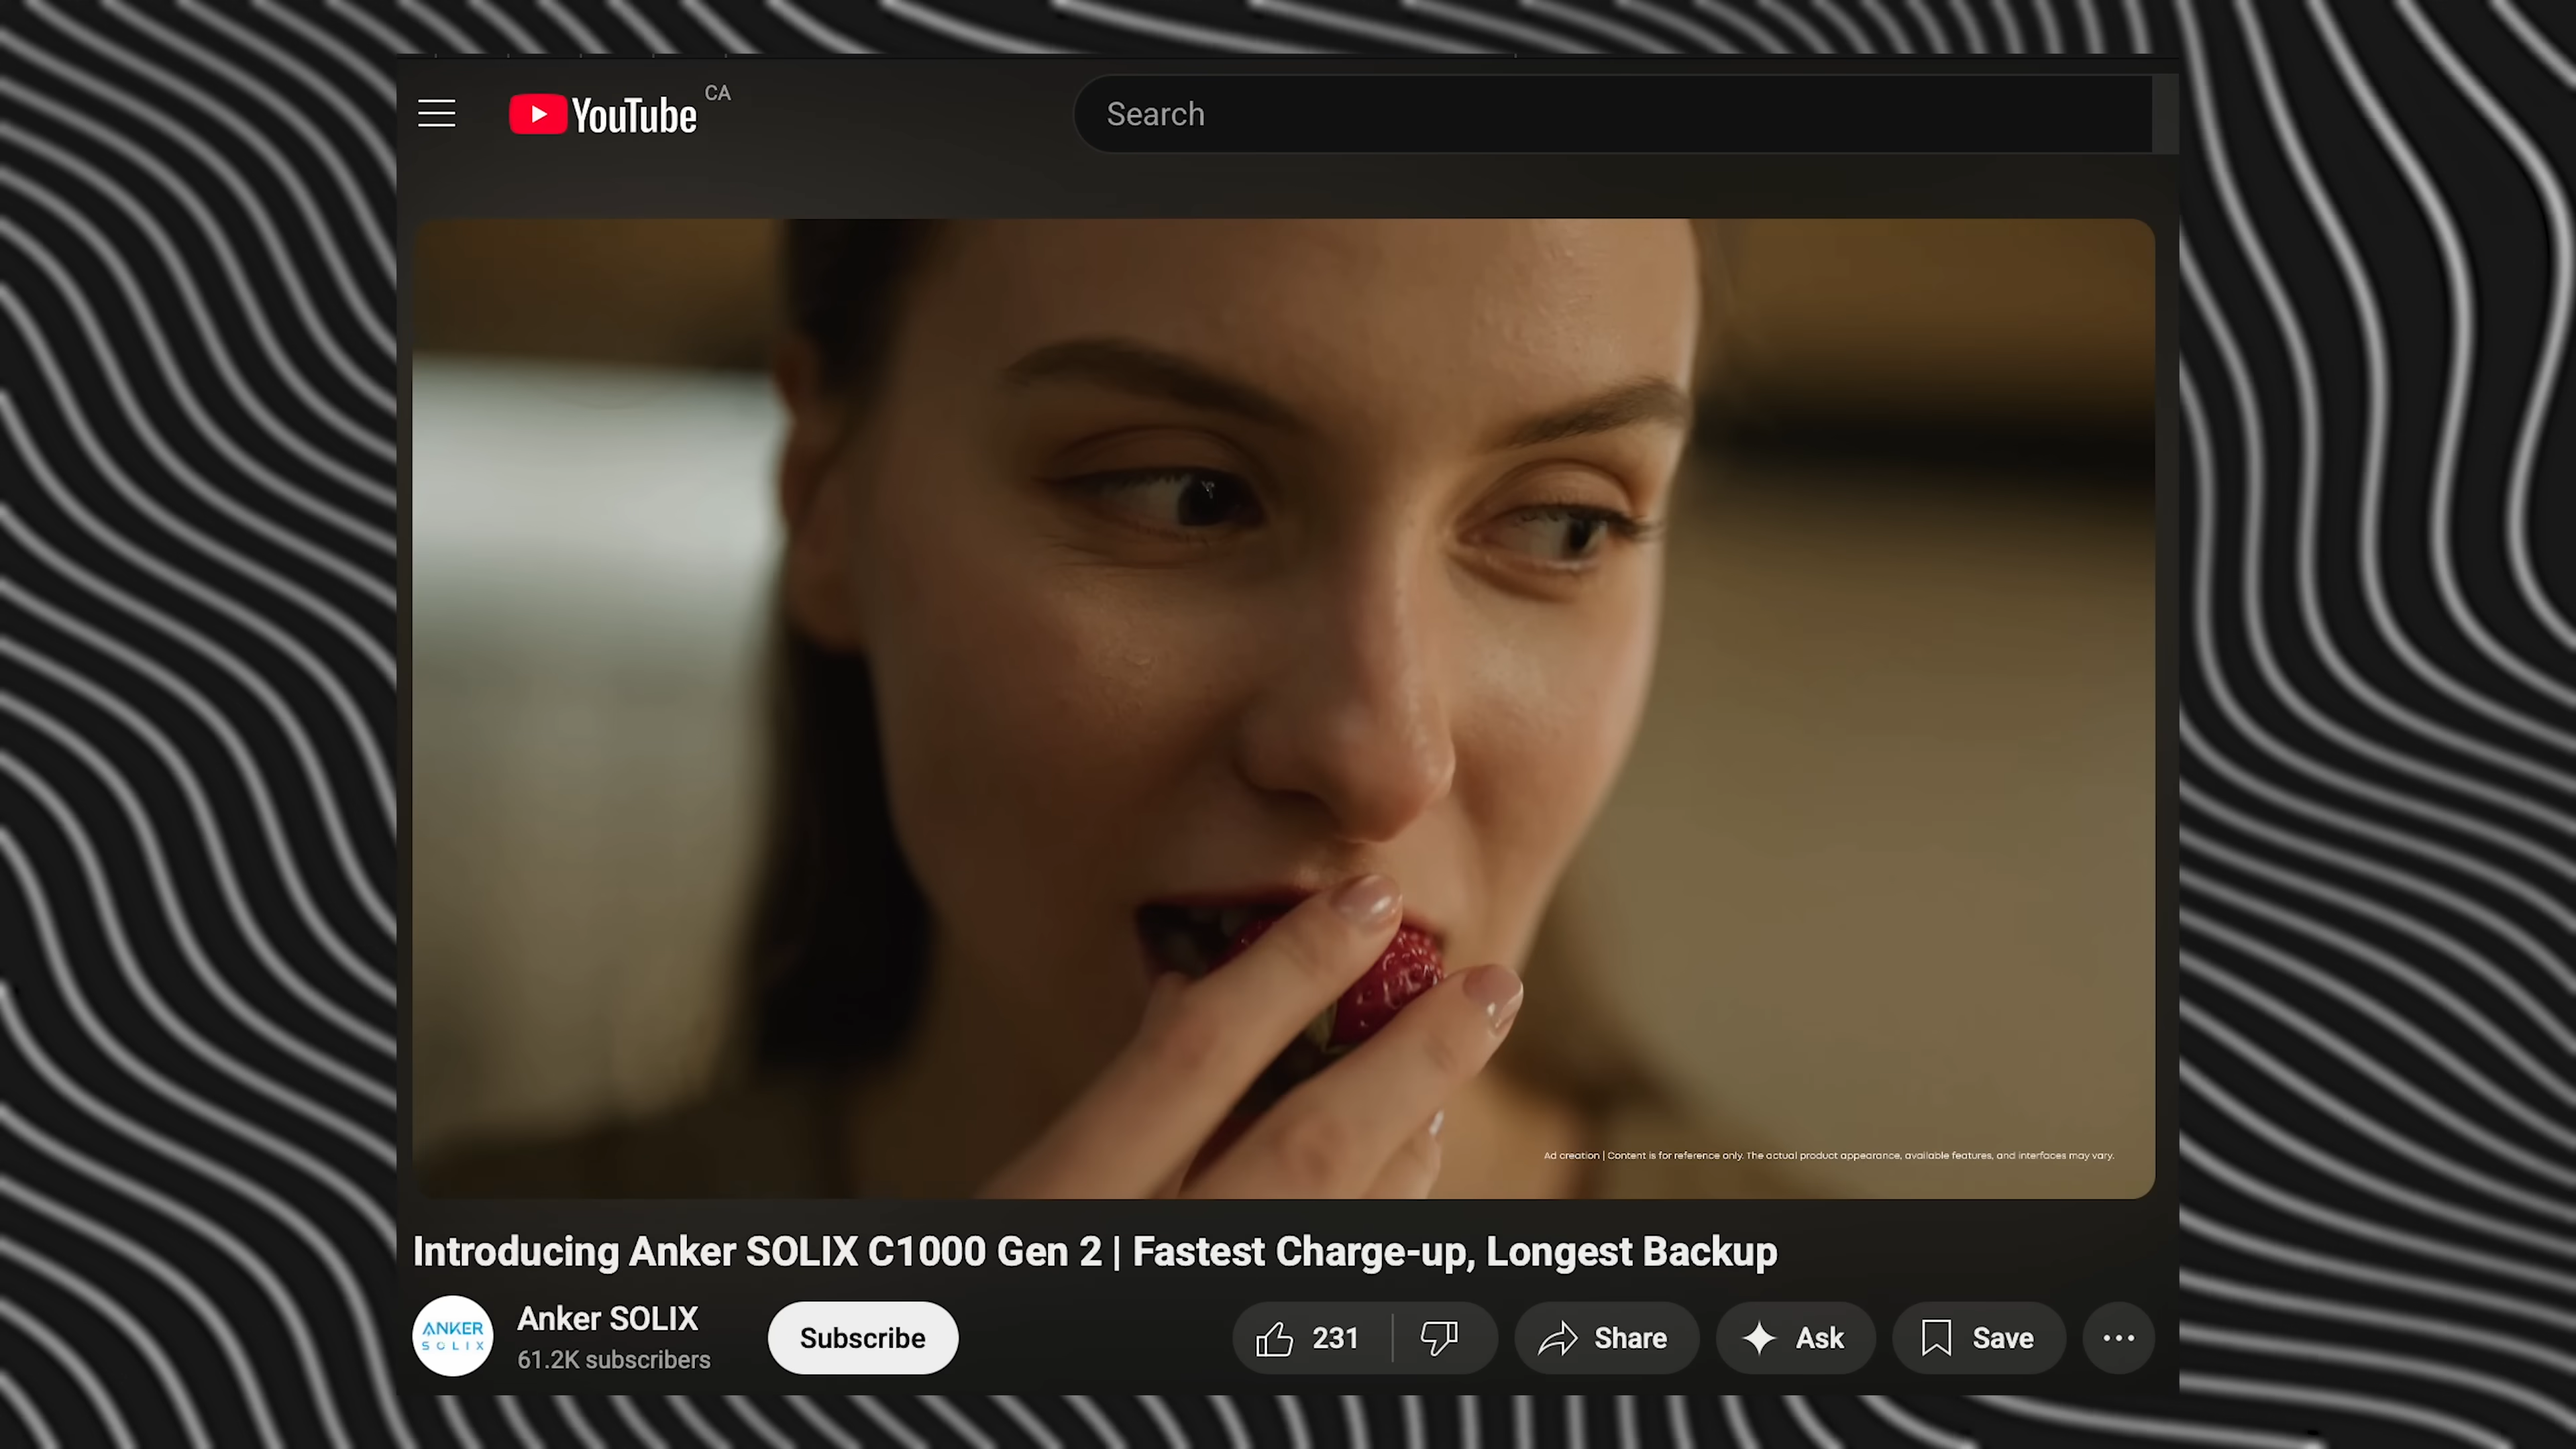 YouTube CA
Search
Ad creation | Content is for reference only. The actual product appearance, available features, and interfaces may vary.
Introducing Anker SOLIX C1000 Gen 2 | Fastest Charge-up, Longest Backup
ANKER
SOLIX
Anker SOLIX
61.2K subscribers
Subscribe
231
Share
Ask
Save